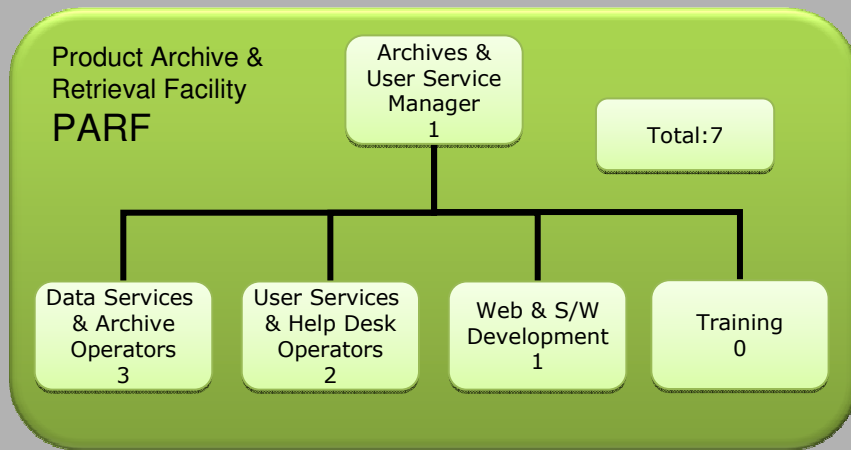 Product Archive &
Retrieval Facility
PARF
Archives &
User Service
Manager
1
Total:7
Data Services
& Archive
Operators
3
User Services
& Help Desk
Operators
2
Web & S/W
Development
1
Training
0